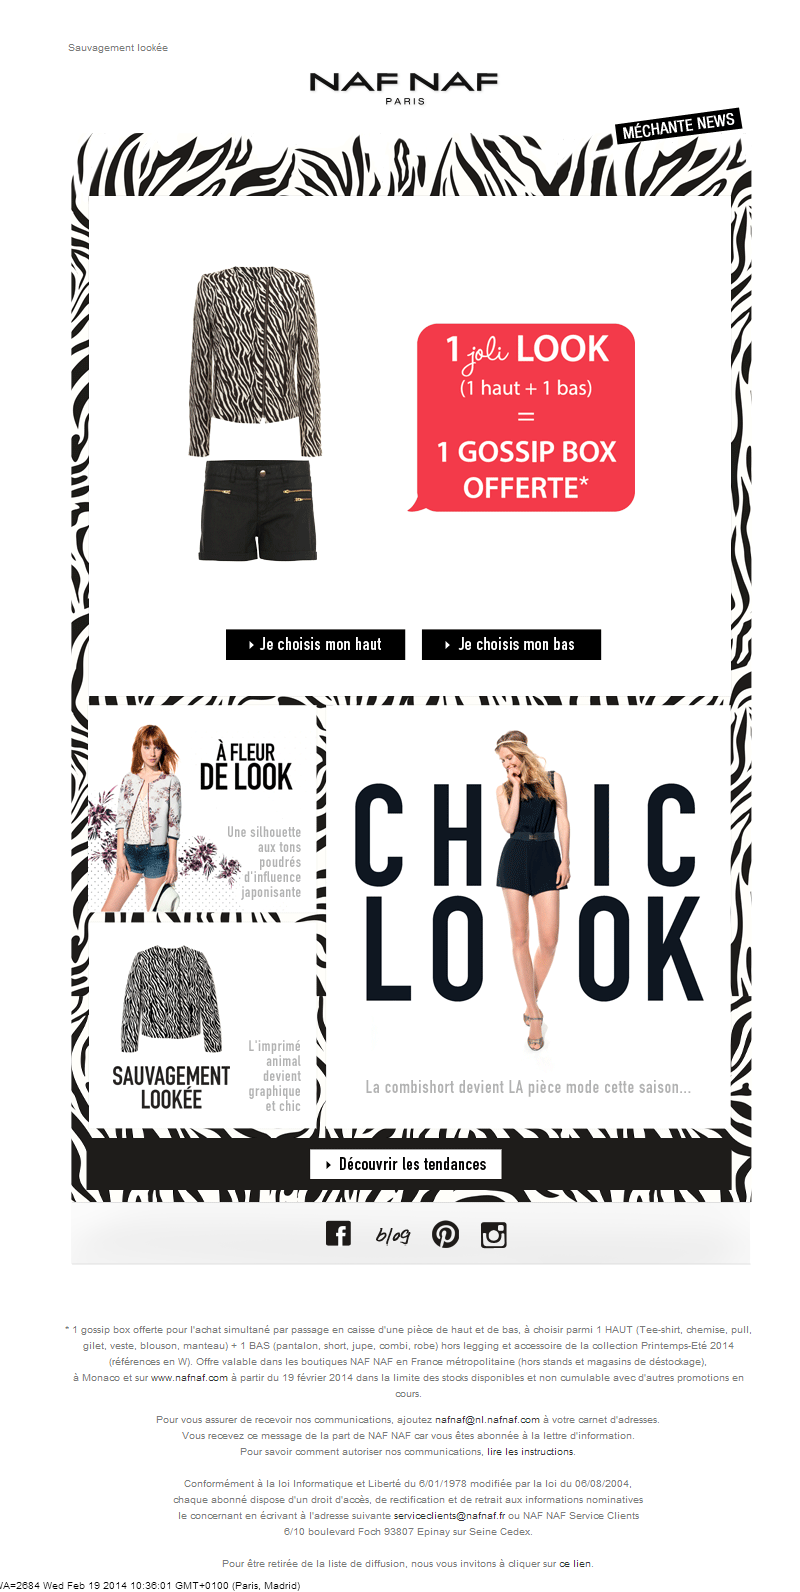 Sauvagement lookée
NAF NAF
PARIS
MÉCHANTE NEWS
1 joli LOOK
(1 haut + 1 bas)
=
1 GOSSIP BOX
OFFERTE*
Je choisis mon haut
Je choisis mon bas
À FLEUR
DE LOOK
Une silhouette
aux tons
poudrés
d'influence
japonisante
CHIC
LOOK
La combishort devient LA pièce mode cette saison...
SAUVAGEMENT
LOOKÉE
L'imprimé
animal
devient
graphique
et chic
Découvrir les tendances
blog
* 1 gossip box offerte pour l'achat simultané par passage en caisse d'une pièce de haut et de bas, à choisir parmi 1 HAUT (Tee-shirt, chemise, pull,
gilet, veste, blouson, manteau) + 1 BAS (pantalon, short, jupe, combi, robe) hors legging et accessoire de la collection Printemps-Eté 2014
(références en W). Offre valable dans les boutiques NAF NAF en France métropolitaine (hors stands et magasins de déstockage),
à Monaco et sur www.nafnaf.com à partir du 19 février 2014 dans la limite des stocks disponibles et non cumulable avec d'autres promotions en
cours.
Pour vous assurer de recevoir nos communications, ajoutez nafnaf@nl.nafnaf.com à votre carnet d'adresses.
Vous recevez ce message de la part de NAF NAF car vous êtes abonnée à la lettre d'information.
Pour savoir comment autoriser nos communications, lire les instructions.
Conformément à la loi Informatique et Liberté du 6/01/1978 modifiée par la loi du 06/08/2004,
chaque abonné dispose d'un droit d'accès, de rectification et de retrait aux informations nominatives
le concernant en écrivant à l'adresse suivante serviceclients@nafnaf.fr ou NAF NAF Service Clients
6/10 boulevard Foch 93807 Epinay sur Seine Cedex.
Pour être retirée de la liste de diffusion, nous vous invitons à cliquer sur ce lien.
/A=2684 Wed Feb 19 2014 10:36:01 GMT+0100 (Paris, Madrid)